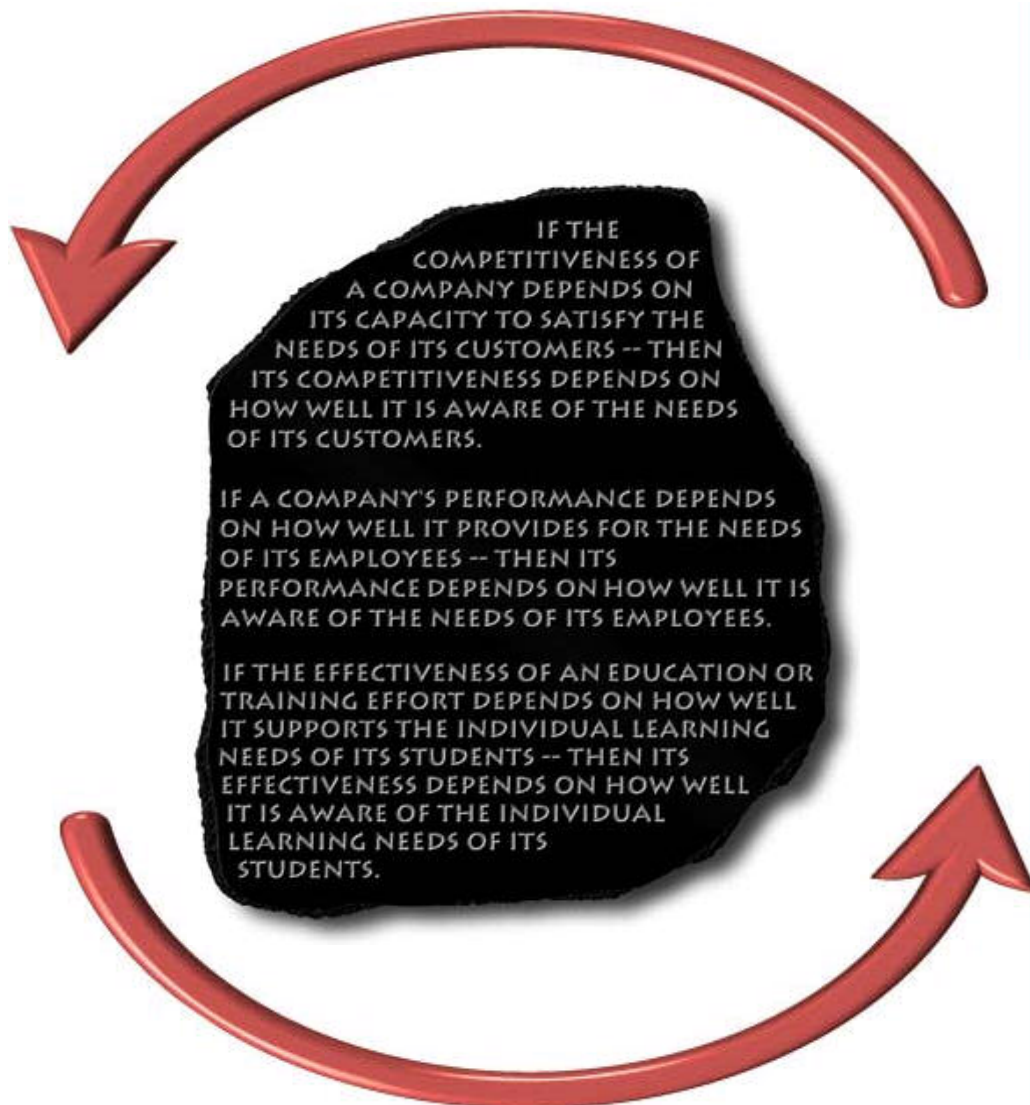 IF THE
COMPETITIVENESS OF
A COMPANY DEPENDS ON
ITS CAPACITY TO SATISFY THE
NEEDS OF ITS CUSTOMERS -- THEN
ITS COMPETITIVENESS DEPENDS ON
HOW WELL IT IS AWARE OF THE NEEDS
OF ITS CUSTOMERS.
IF A COMPANY'S PERFORMANCE DEPENDS
ON HOW WELL IT PROVIDES FOR THE NEEDS
OF ITS EMPLOYEES -- THEN ITS
PERFORMANCE DEPENDS ON HOW WELL IT IS
AWARE OF THE NEEDS OF ITS EMPLOYEES.
IF THE EFFECTIVENESS OF AN EDUCATION OR
TRAINING EFFORT DEPENDS ON HOW WELL
IT SUPPORTS THE INDIVIDUAL LEARNING
NEEDS OF ITS STUDENTS -- THEN ITS
EFFECTIVENESS DEPENDS ON HOW WELL
IT IS AWARE OF THE INDIVIDUAL
LEARNING NEEDS OF ITS
STUDENTS.